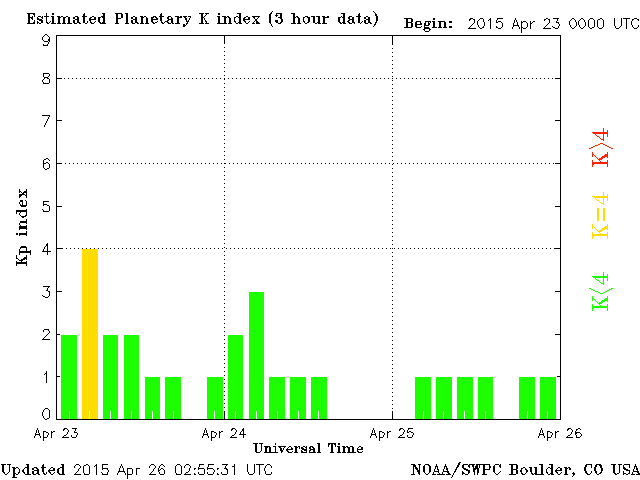 Estimated Planetary K index (3 hour data)
Begin: 2015 Apr 23 0000 UTC
9
8
7
6
5
4
3
2
1
0
Kp index
K>4
K=4
K<4
Apr 23
Apr 24
Apr 25
Apr 26
Universal Time
Updated 2015 Apr 26 02:55:31 UTC
NOAA/SWPC Boulder, CO USA